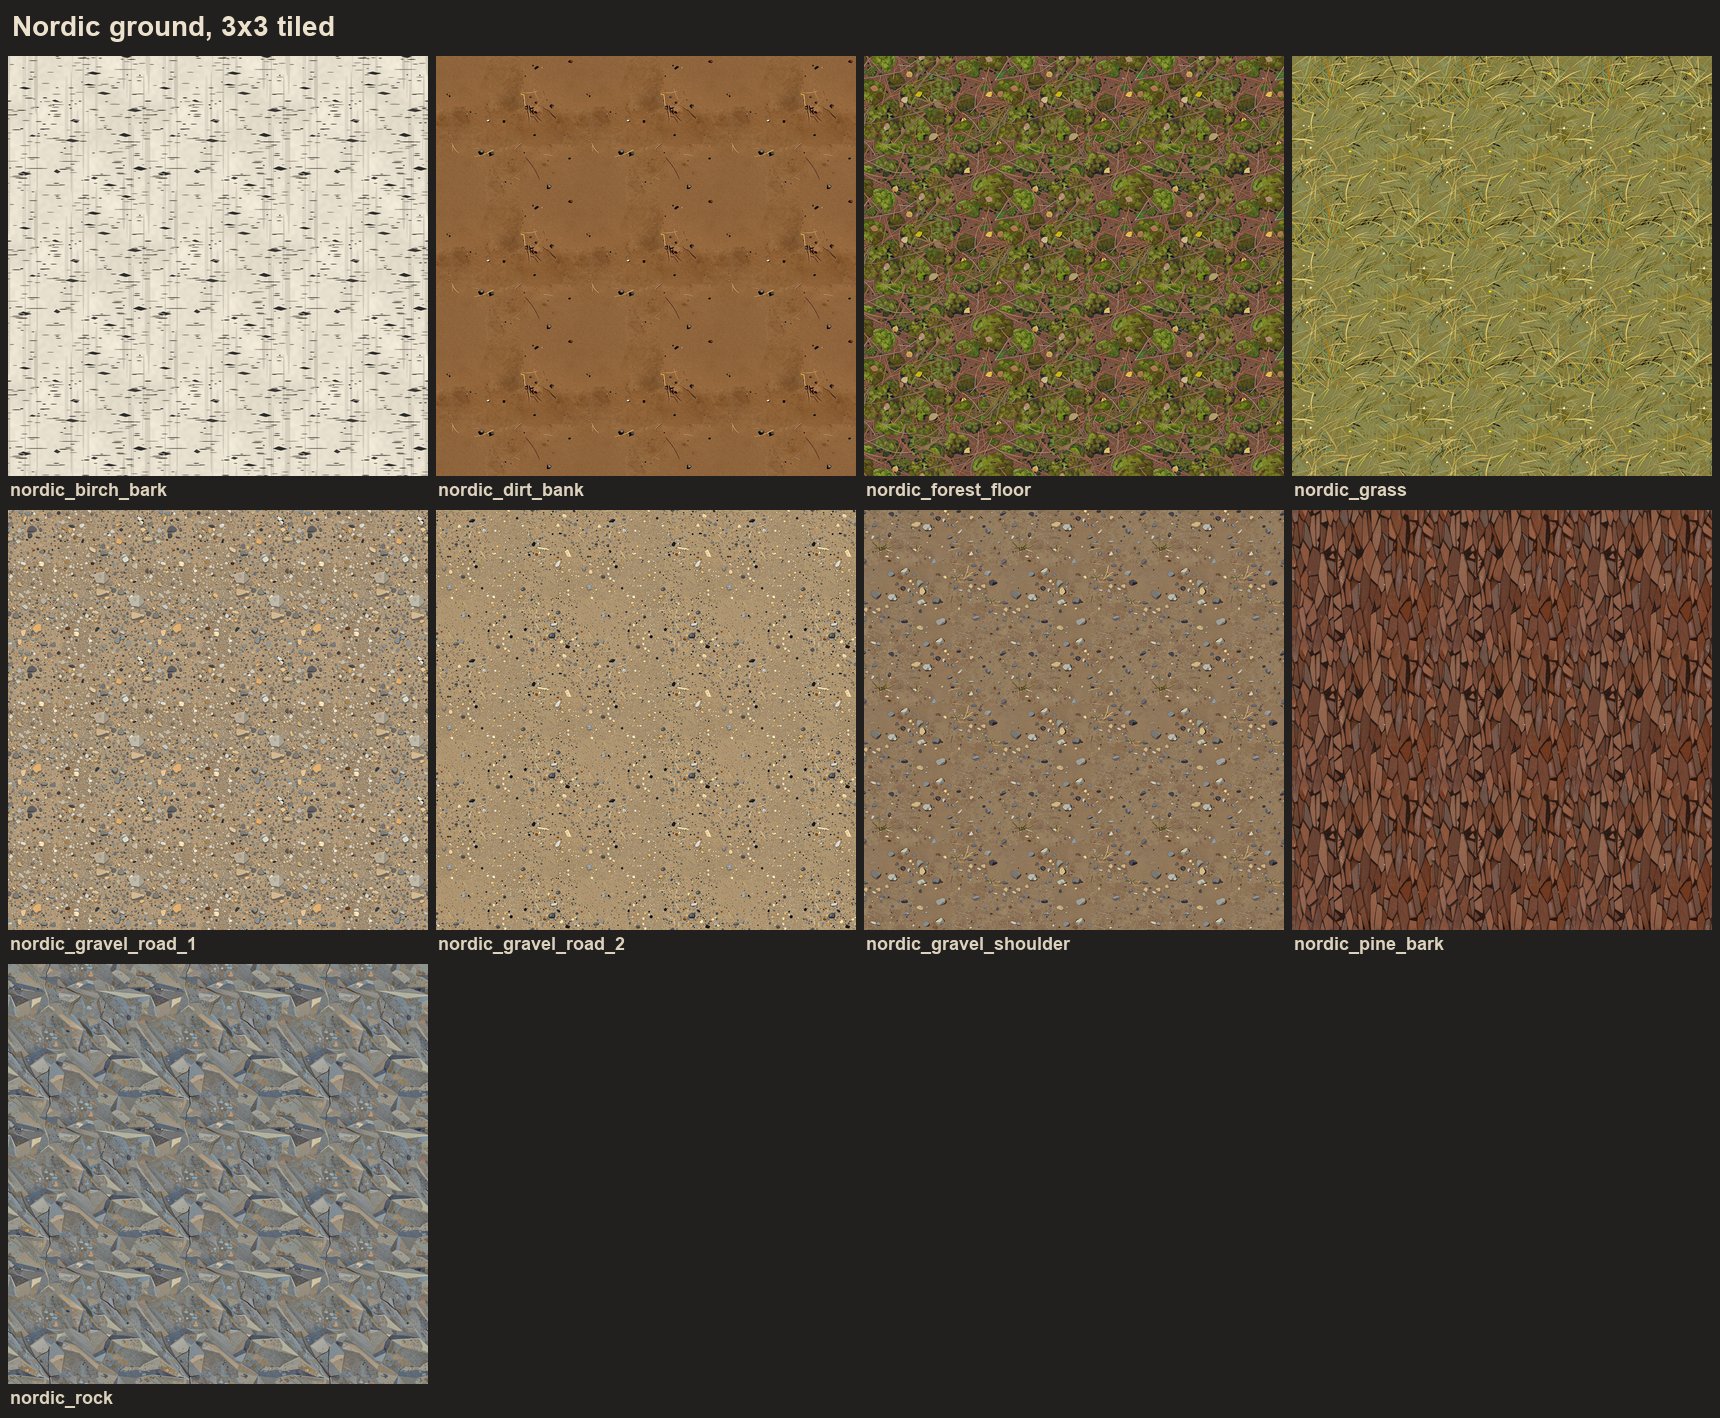 Nordic ground, 3x3 tiled
nordic_birch_bark
nordic_dirt_bank
nordic_forest_floor
nordic_grass
nordic_gravel_road_1
nordic_gravel_road_2
nordic_gravel_shoulder
nordic_pine_bark
nordic_rock